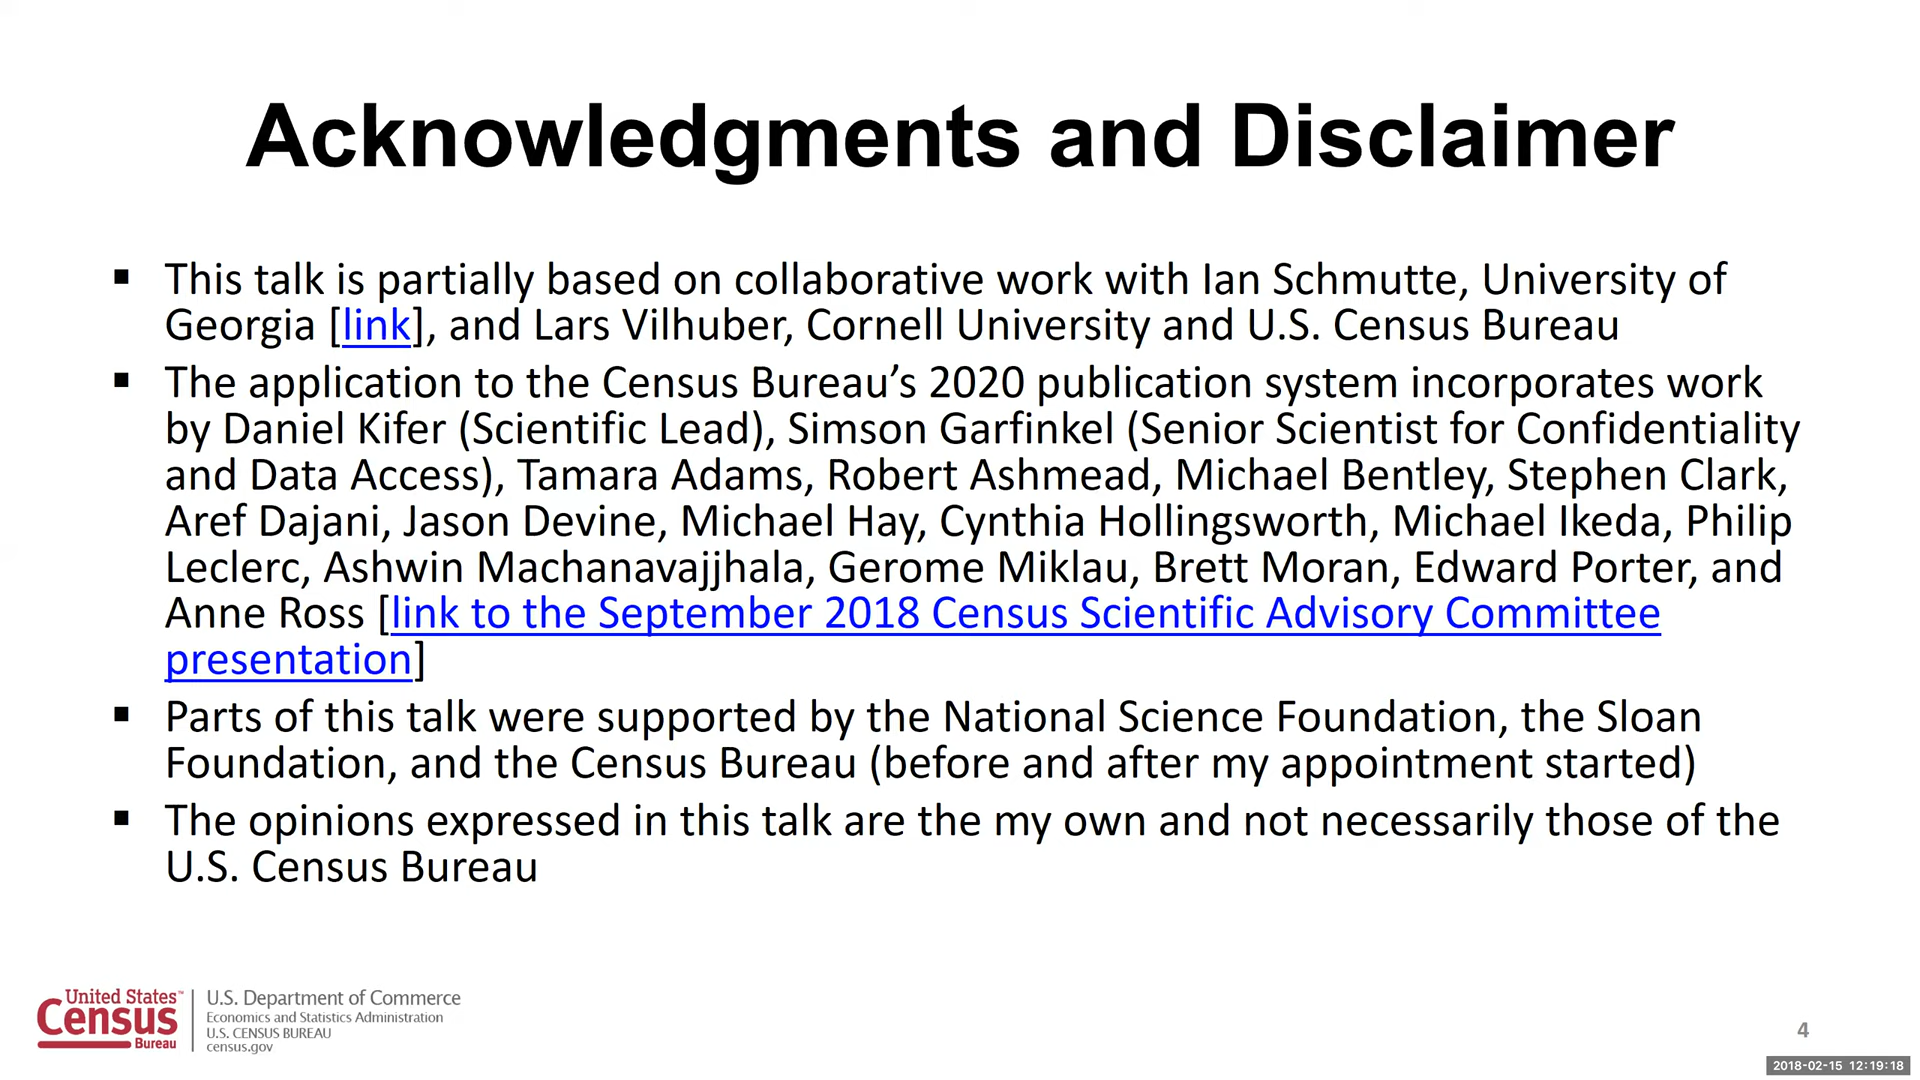 Acknowledgments and Disclaimer
▪ This talk is partially based on collaborative work with Ian Schmutte, University of
Georgia [link], and Lars Vilhuber, Cornell University and U.S. Census Bureau
▪ The application to the Census Bureau’s 2020 publication system incorporates work
by Daniel Kifer (Scientific Lead), Simson Garfinkel (Senior Scientist for Confidentiality
and Data Access), Tamara Adams, Robert Ashmead, Michael Bentley, Stephen Clark,
Aref Dajani, Jason Devine, Michael Hay, Cynthia Hollingsworth, Michael Ikeda, Philip
Leclerc, Ashwin Machanavajjhala, Gerome Miklau, Brett Moran, Edward Porter, and
Anne Ross [link to the September 2018 Census Scientific Advisory Committee
presentation]
▪ Parts of this talk were supported by the National Science Foundation, the Sloan
Foundation, and the Census Bureau (before and after my appointment started)
▪ The opinions expressed in this talk are the my own and not necessarily those of the
U.S. Census Bureau
United States™
Census
Bureau
U.S. Department of Commerce
Economics and Statistics Administration
U.S. CENSUS BUREAU
census.gov
4
2018-02-15 12:19:18